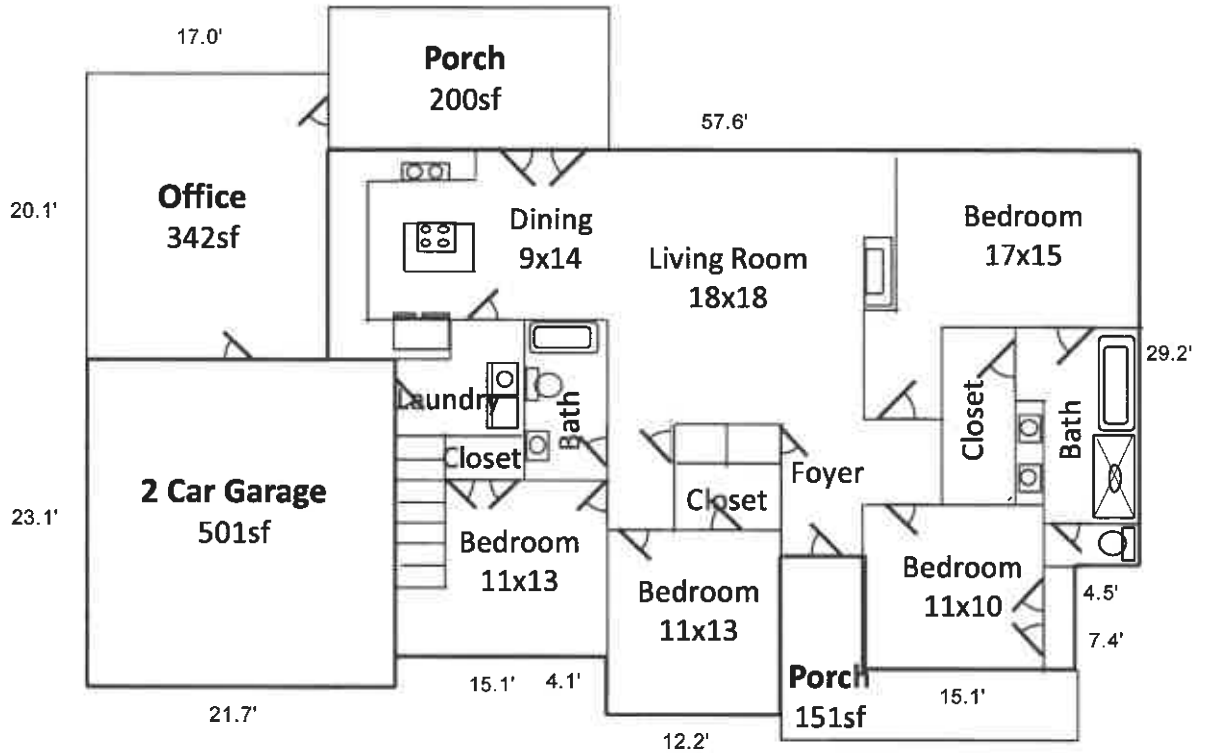 17.0'
Porch
200sf
57.6'
Office
342sf
20.1'
Dining
9x14
Living Room
18x18
Bedroom
17x15
29.2'
Laundry
Bath
Closet
Closet
Bath
2 Car Garage
501sf
23.1'
Foyer
Closet
Bedroom
11x13
Bedroom
11x13
Bedroom
11x10
4.5'
7.4'
15.1'
4.1'
Porch
151sf
15.1'
21.7'
12.2'